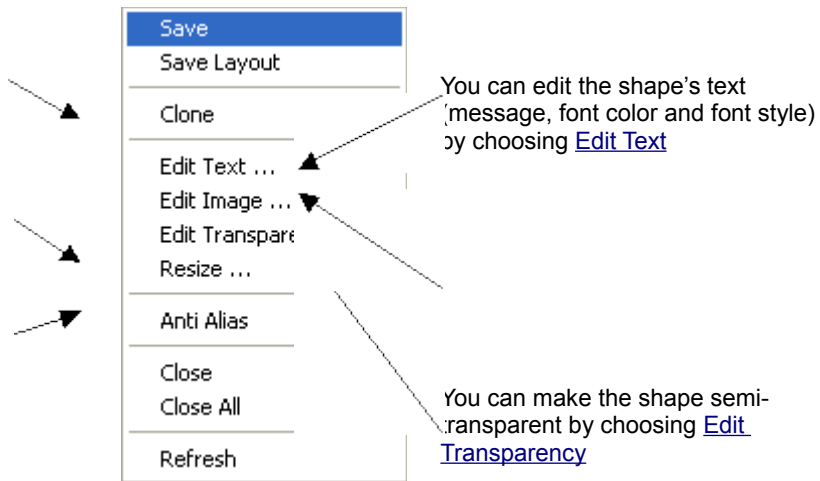 Save
Save Layout
Clone
Edit Text ...
Edit Image ...
Edit Transpare
Resize ...
Anti Alias
Close
Close All
Refresh
You can edit the shape's text
(message, font color and font style)
by choosing Edit Text
You can make the shape semi-
transparent by choosing Edit
Transparency